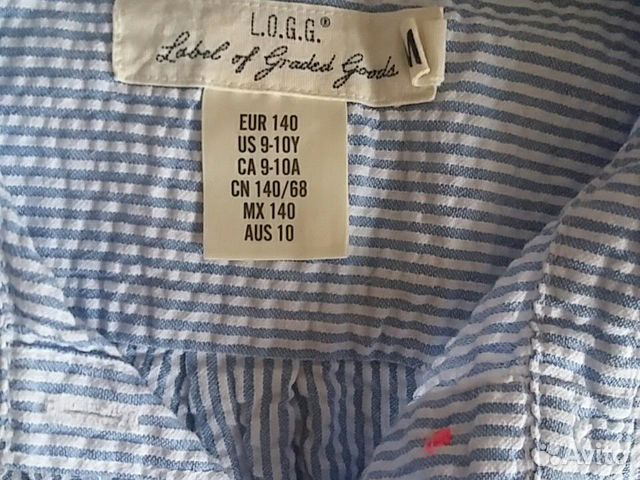 L.O.G.G.®
Label of Graded Goods
EUR 140
US 9-10Y
CA 9-10A
CN 140/68
MX 140
AUS 10
Avito